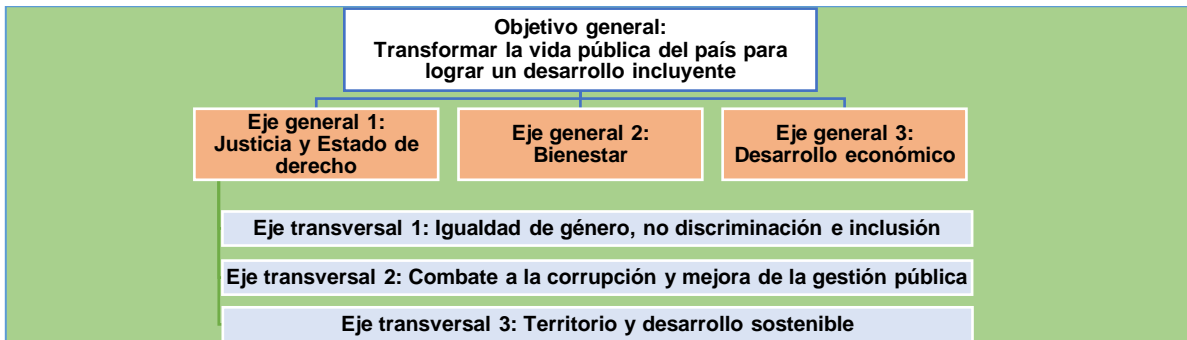 Objetivo general:
Transformar la vida pública del país para
lograr un desarrollo incluyente
Eje general 1:
Justicia y Estado de
derecho
Eje general 2:
Bienestar
Eje general 3:
Desarrollo económico
Eje transversal 1: Igualdad de género, no discriminación e inclusión
Eje transversal 2: Combate a la corrupción y mejora de la gestión pública
Eje transversal 3: Territorio y desarrollo sostenible